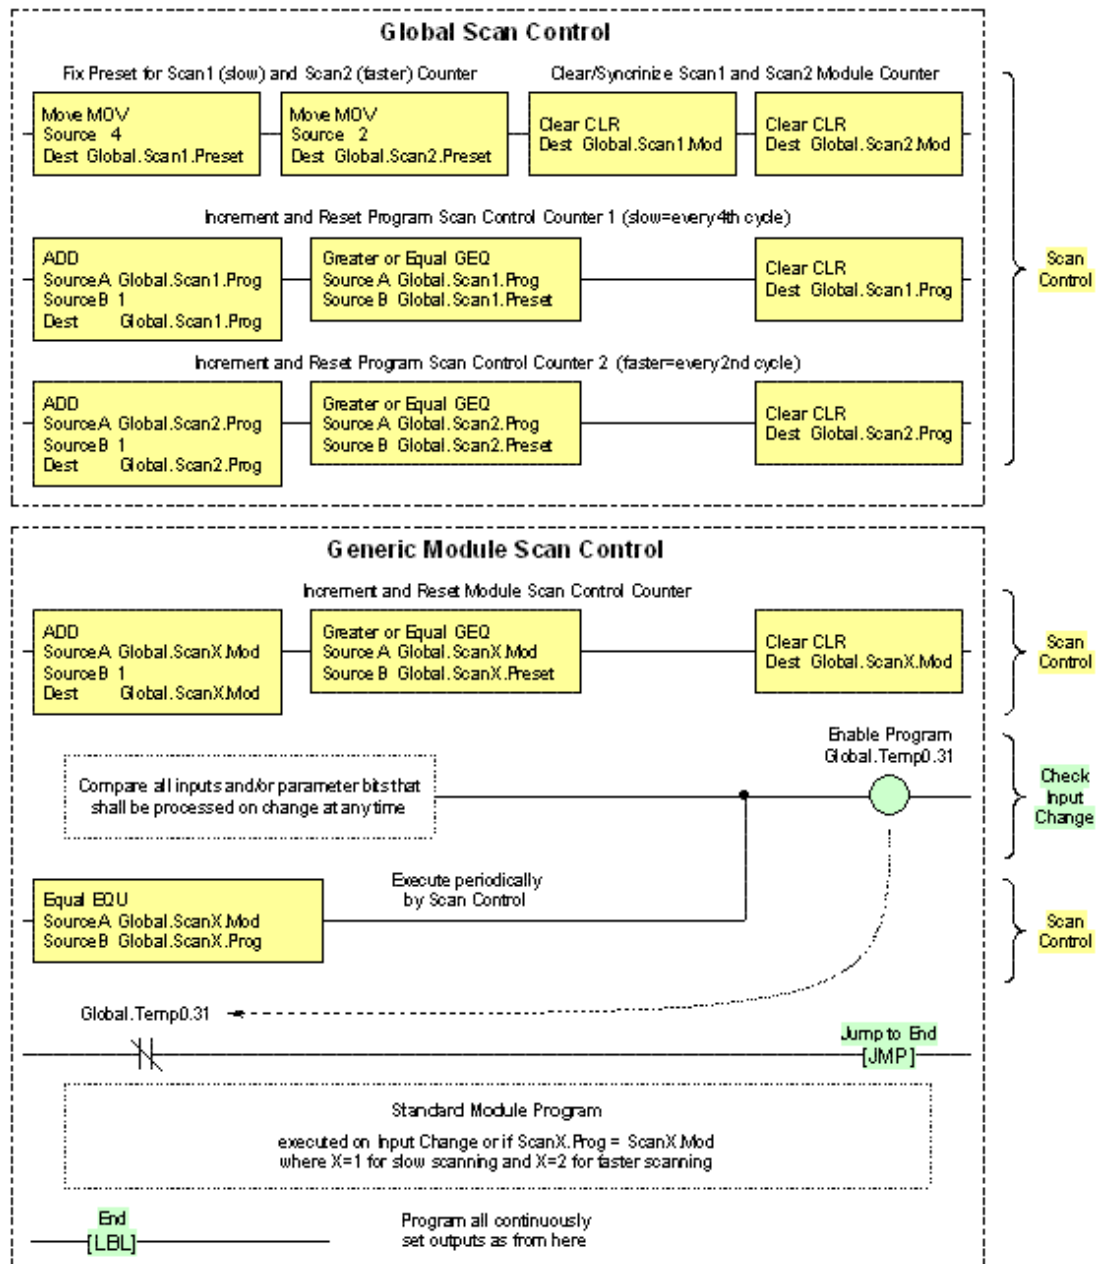 Global Scan Control
Fix Preset for Scan1 (slow) and Scan2 (faster) Counter
Clear/Syncrinize Scan1 and Scan2 Module Counter
Move MOV
Source 4
Dest Global.Scan1.Preset
Move MOV
Source 2
Dest Global.Scan2.Preset
Clear CLR
Dest Global.Scan1.Mod
Clear CLR
Dest Global.Scan2.Mod
Increment and Reset Program Scan Control Counter 1 (slow=every4th cycle)
ADD
Source A Global.Scan1.Prog
Source B 1
Dest Global.Scan1.Prog
Greater or Equal GEQ
Source A Global.Scan1.Prog
Source B Global.Scan1.Preset
Clear CLR
Dest Global.Scan1.Prog
Scan
Control
Increment and Reset Program Scan Control Counter 2 (faster=every2nd cycle)
ADD
Source A Global.Scan2.Prog
Source B 1
Dest Global.Scan2.Prog
Greater or Equal GEQ
Source A Global.Scan2.Prog
Source B Global.Scan2.Preset
Clear CLR
Dest Global.Scan2.Prog
Generic Module Scan Control
Increment and Reset Module Scan Control Counter
ADD
Source A Global.ScanX.Mod
Source B 1
Dest Global.ScanX.Mod
Greater or Equal GEQ
Source A Global.ScanX.Mod
Source B Global.ScanX.Preset
Clear CLR
Dest Global.ScanX.Mod
Scan
Control
Enable Program
Global.Temp0.31
Compare all inputs and/or parameter bits that
shall be processed on change at any time
Check
Input
Change
Equal EQU
Source A Global.ScanX.Mod
Source B Global.ScanX.Prog
Execute periodically
by Scan Control
Scan
Control
Global.Temp0.31
Jump to End
[JMP]
Standard Module Program
executed on Input Change or if ScanX.Prog = ScanX.Mod
where X=1 for slow scanning and X=2 for faster scanning
End
[LBL]
Program all continuously
set outputs as from here